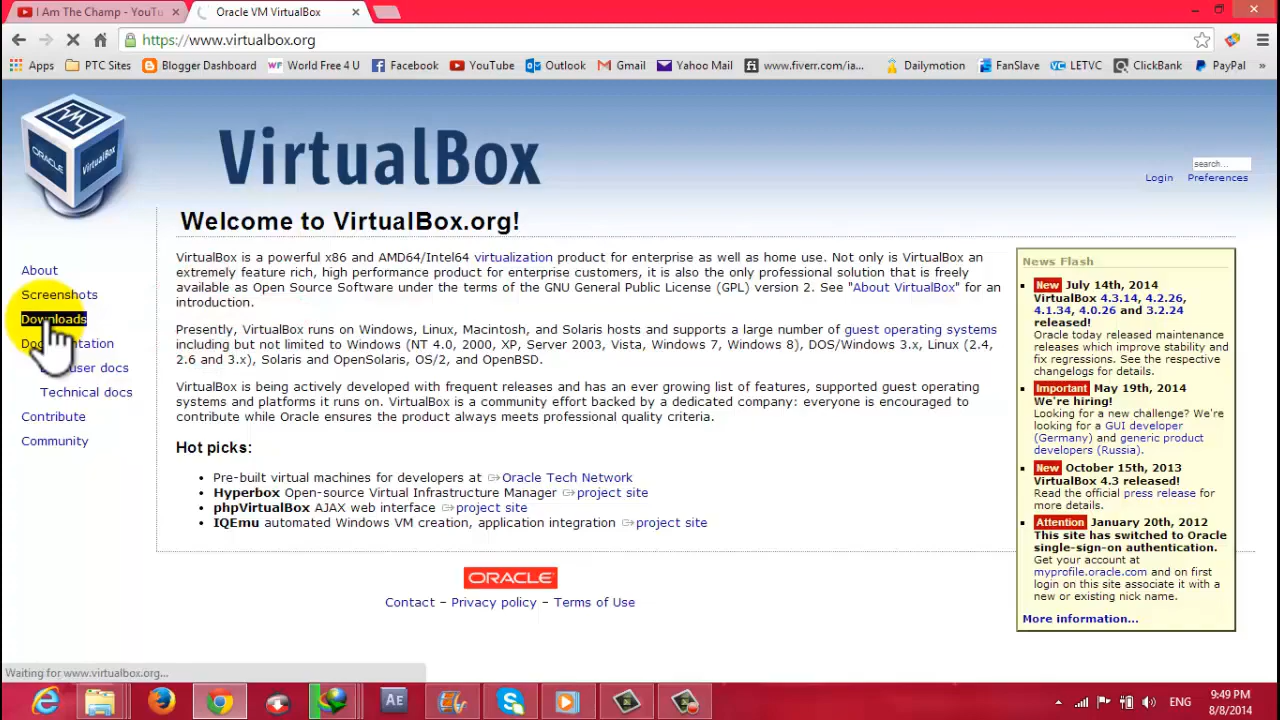 I Am The Champ - YouTu
Oracle VM VirtualBox
https://www.virtualbox.org
Apps
PTC Sites
Blogger Dashboard
WF World Free 4 U
Facebook
YouTube
Outlook
Gmail
Yahoo Mail
www.fiverr.com/ia...
Dailymotion
FanSlave
VC LETVC
ClickBank
PayPal
»
ORACLE
VirtualBox
VirtualBox
search...
Login Preferences
About
Screenshots
Downloads
user docs
Technical docs
Contribute
Community
Welcome to VirtualBox.org!
VirtualBox is a powerful x86 and AMD64/Intel64 virtualization product for enterprise as well as home use. Not only is VirtualBox an
extremely feature rich, high performance product for enterprise customers, it is also the only professional solution that is freely
available as Open Source Software under the terms of the GNU General Public License (GPL) version 2. See "About VirtualBox" for an
introduction.
Presently, VirtualBox runs on Windows, Linux, Macintosh, and Solaris hosts and supports a large number of guest operating systems
including but not limited to Windows (NT 4.0, 2000, XP, Server 2003, Vista, Windows 7, Windows 8), DOS/Windows 3.x, Linux (2.4,
2.6 and 3.x), Solaris and OpenSolaris, OS/2, and OpenBSD.
VirtualBox is being actively developed with frequent releases and has an ever growing list of features, supported guest operating
systems and platforms it runs on. VirtualBox is a community effort backed by a dedicated company: everyone is encouraged to
contribute while Oracle ensures the product always meets professional quality criteria.
Hot picks:
• Pre-built virtual machines for developers at Oracle Tech Network
• Hyperbox Open-source Virtual Infrastructure Manager project site
• phpVirtualBox AJAX web interface project site
• IQEmu automated Windows VM creation, application integration project site
News Flash
New July 14th, 2014
VirtualBox 4.3.14, 4.2.26,
4.1.34, 4.0.26 and 3.2.24
released!
Oracle today released maintenance
releases which improve stability and
fix regressions. See the respective
changelogs for details.
Important May 19th, 2014
We're hiring!
Looking for a new challenge? We're
looking for a GUI developer
(Germany) and generic product
developers (Russia).
New October 15th, 2013
VirtualBox 4.3 released!
Read the official press release for
more details.
Attention January 20th, 2012
This site has switched to Oracle
single-sign-on authentication.
Get your account at
myprofile.oracle.com and on first
login on this site associate it with a
new or existing nick name.
More information...
ORACLE
Contact – Privacy policy – Terms of Use
Waiting for www.virtualbox.org...
AE
ENG
9:49 PM
8/8/2014